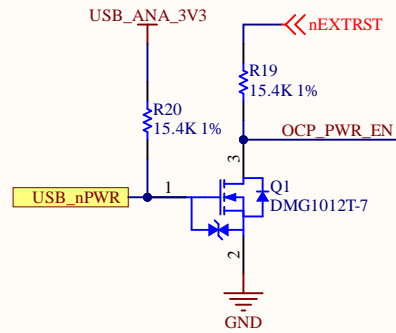 USB_ANA_3V3
nEXTRST
R19
15.4K 1%
R20
15.4K 1%
OCP_PWR_EN
3
Q1
DMG1012T-7
1
USB_nPWR
2
GND